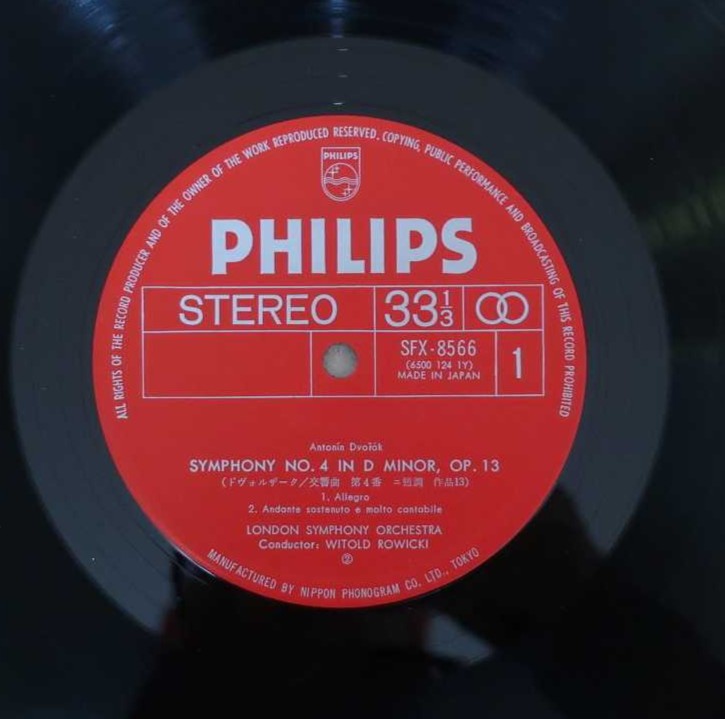 ALL RIGHTS OF THE RECORD PRODUCER AND OF THE OWNER OF THE WORK REPRODUCED RESERVED. COPYING, PUBLIC PERFORMANCE AND BROADCASTING OF THIS RECORD PROHIBITED
PHILIPS
PHILIPS
STEREO
33⅓
SFX-8566
(6500 124 1Y)
MADE IN JAPAN
1
Antonín Dvořák
SYMPHONY NO. 4 IN D MINOR, OP. 13
(ドヴォルザーク/交響曲 第4番 ニ短調 作品13)
1. Allegro
2. Andante sostenuto e molto cantabile
LONDON SYMPHONY ORCHESTRA
Conductor: WITOLD ROWICKI
②
MANUFACTURED BY NIPPON PHONOGRAM CO. LTD., TOKYO